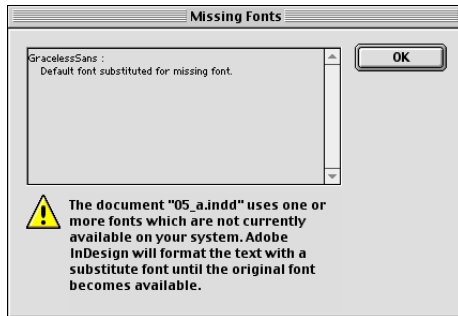 Missing Fonts
GracelessSans :
Default font substituted for missing font.
OK
The document "05_a.indd" uses one or
more fonts which are not currently
available on your system. Adobe
InDesign will format the text with a
substitute font until the original font
becomes available.